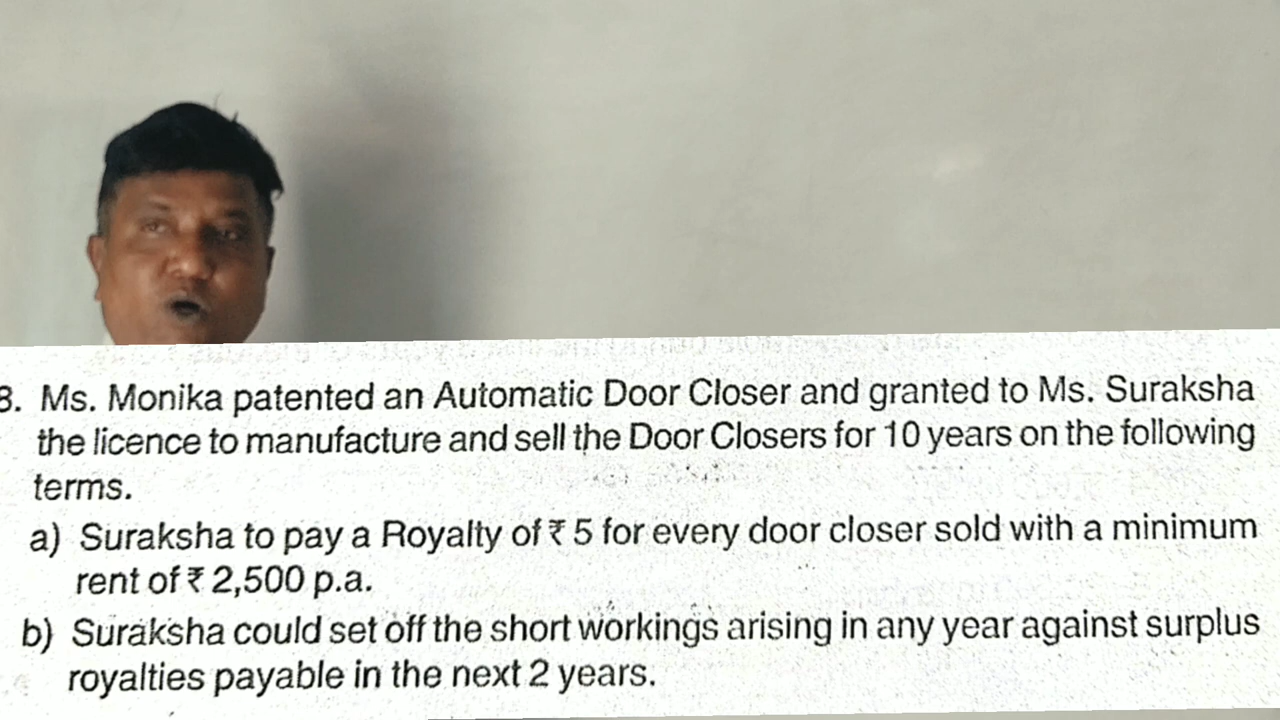 3. Ms. Monika patented an Automatic Door Closer and granted to Ms. Suraksha
the licence to manufacture and sell the Door Closers for 10 years on the following
terms.
a) Suraksha to pay a Royalty of ₹ 5 for every door closer sold with a minimum
rent of ₹ 2,500 p.a.
b) Suraksha could set off the short workings arising in any year against surplus
royalties payable in the next 2 years.